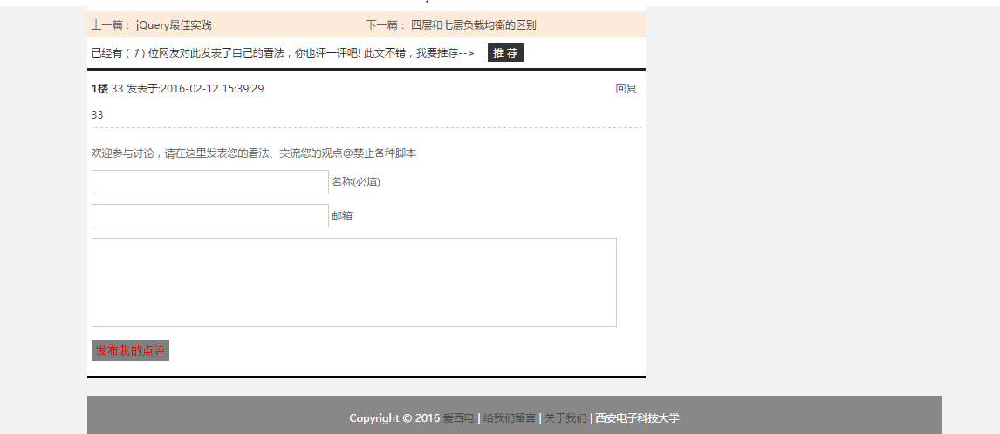 上一篇： jQuery最佳实践 下一篇： 四层和七层负载均衡的区别
已经有 ( 1 ) 位网友对此发表了自己的看法，你也评一评吧! 此文不错，我要推荐--> 推 荐
1楼 33 发表于:2016-02-12 15:39:29 回复
33
欢迎参与讨论，请在这里发表您的看法、交流您的观点@禁止各种脚本
名称(必填)
邮箱
发布我的点评
Copyright © 2016 爱西电 | 给我们留言 | 关于我们 | 西安电子科技大学